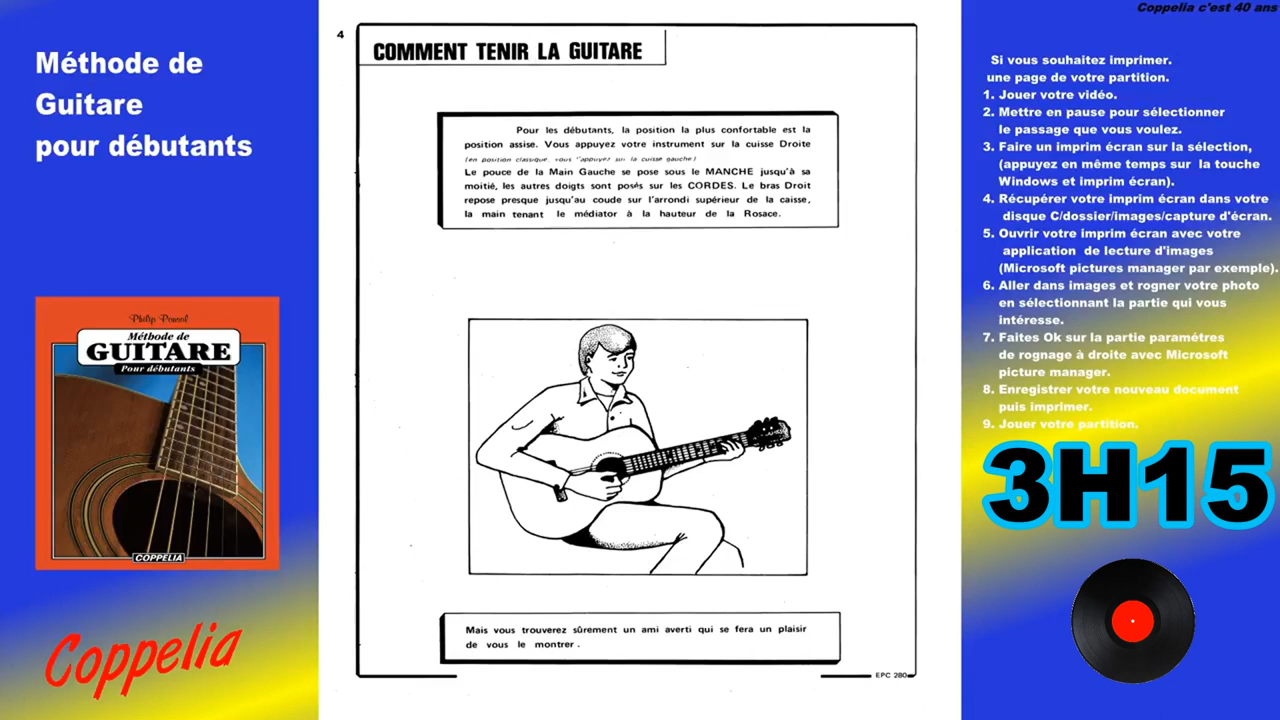 Coppelia c'est 40 ans
Méthode de
Guitare
pour débutants
Philip Pounol
Méthode de
GUITARE
Pour débutants
COPPELIA
Coppelia
4
COMMENT TENIR LA GUITARE
Pour les débutants, la position la plus confortable est la
position assise. Vous appuyez votre instrument sur la cuisse Droite
(en position classique, vous l'appuyez sur la cuisse gauche)
Le pouce de la Main Gauche se pose sous le MANCHE jusqu'à sa
moitié, les autres doigts sont posés sur les CORDES. Le bras Droit
repose presque jusqu'au coude sur l'arrondi supérieur de la caisse,
la main tenant le médiator à la hauteur de la Rosace.
Mais vous trouverez sûrement un ami averti qui se fera un plaisir
de vous le montrer.
EPC 280
Si vous souhaitez imprimer.
une page de votre partition.
1. Jouer votre vidéo.
2. Mettre en pause pour sélectionner
le passage que vous voulez.
3. Faire un imprim écran sur la sélection,
(appuyez en même temps sur la touche
Windows et imprim écran).
4. Récupérer votre imprim écran dans votre
disque C/dossier/images/capture d'écran.
5. Ouvrir votre imprim écran avec votre
application de lecture d'images
(Microsoft pictures manager par exemple).
6. Aller dans images et rogner votre photo
en sélectionnant la partie qui vous
intéresse.
7. Faites Ok sur la partie paramétres
de rognage à droite avec Microsoft
picture manager.
8. Enregistrer votre nouveau document
puis imprimer.
9. Jouer votre partition.
3H15